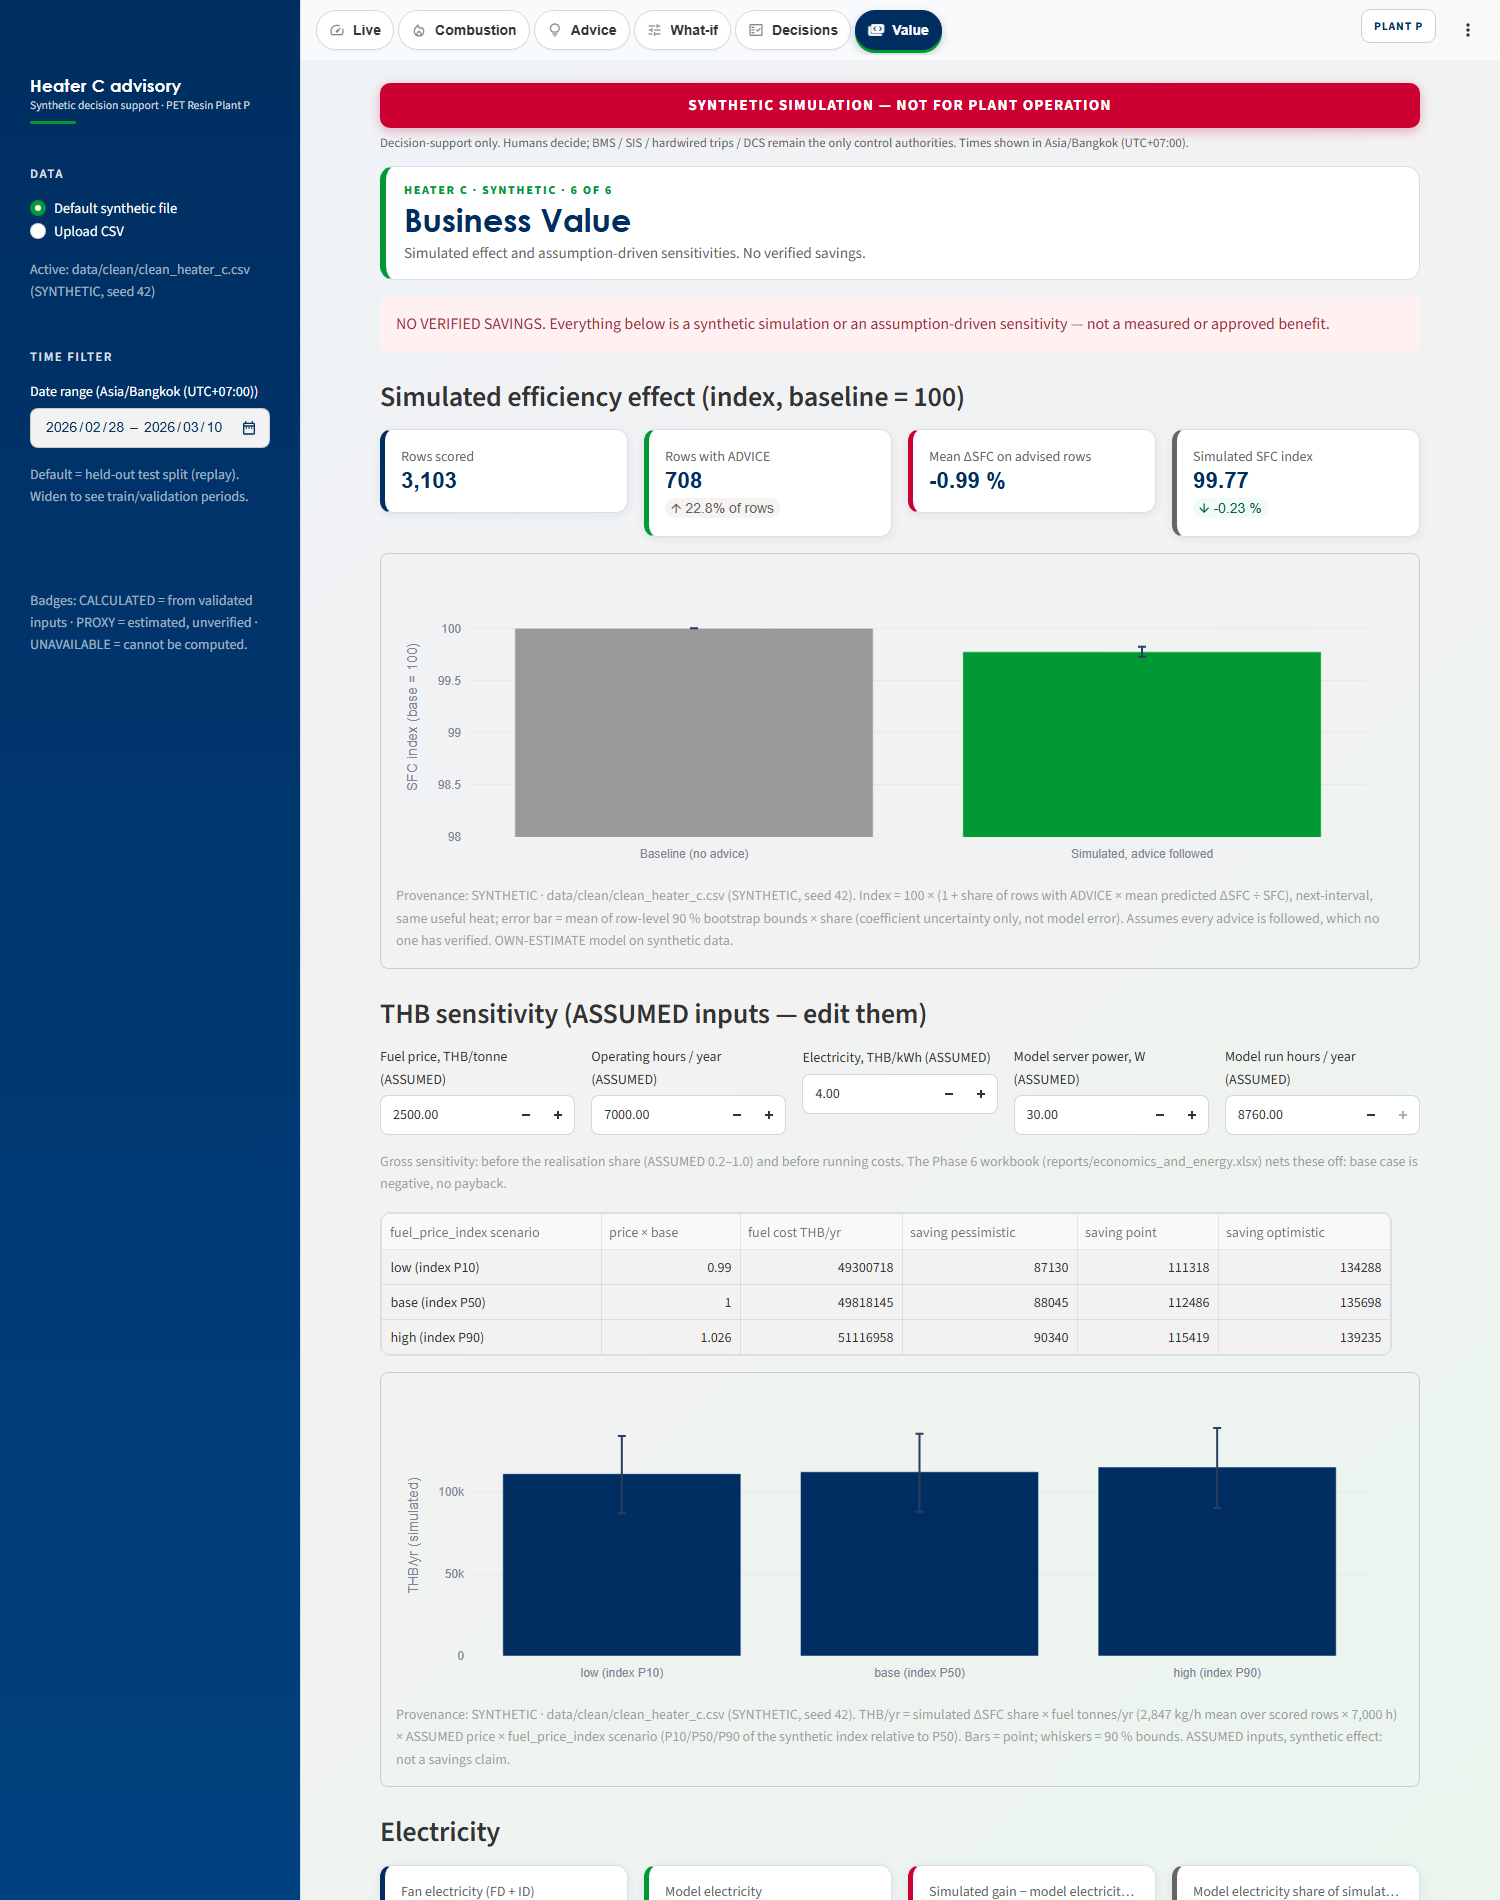 Live
Combustion
Advice
What-if
Decisions
Value
PLANT P
Heater C advisory
Synthetic decision support · PET Resin Plant P
DATA
Default synthetic file
Upload CSV
Active: data/clean/clean_heater_c.csv
(SYNTHETIC, seed 42)
TIME FILTER
Date range (Asia/Bangkok (UTC+07:00))
2026/02/28 – 2026/03/10
Default = held-out test split (replay).
Widen to see train/validation periods.
Badges: CALCULATED = from validated
inputs · PROXY = estimated, unverified ·
UNAVAILABLE = cannot be computed.
SYNTHETIC SIMULATION — NOT FOR PLANT OPERATION
Decision-support only. Humans decide; BMS / SIS / hardwired trips / DCS remain the only control authorities. Times shown in Asia/Bangkok (UTC+07:00).
HEATER C · SYNTHETIC · 6 OF 6
Business Value
Simulated effect and assumption-driven sensitivities. No verified savings.
NO VERIFIED SAVINGS. Everything below is a synthetic simulation or an assumption-driven sensitivity — not a measured or approved benefit.
Simulated efficiency effect (index, baseline = 100)
Rows scored
3,103
Rows with ADVICE
708
↑ 22.8% of rows
Mean ΔSFC on advised rows
-0.99 %
Simulated SFC index
99.77
↓ -0.23 %
SFC index (base = 100)
100
99.5
99
98.5
98
Baseline (no advice)
Simulated, advice followed
Provenance: SYNTHETIC · data/clean/clean_heater_c.csv (SYNTHETIC, seed 42). Index = 100 × (1 + share of rows with ADVICE × mean predicted ΔSFC ÷ SFC), next-interval,
same useful heat; error bar = mean of row-level 90 % bootstrap bounds × share (coefficient uncertainty only, not model error). Assumes every advice is followed, which no
one has verified. OWN-ESTIMATE model on synthetic data.
THB sensitivity (ASSUMED inputs — edit them)
Fuel price, THB/tonne
(ASSUMED)
2500.00
Operating hours / year
(ASSUMED)
7000.00
Electricity, THB/kWh (ASSUMED)
4.00
Model server power, W
(ASSUMED)
30.00
Model run hours / year
(ASSUMED)
8760.00
Gross sensitivity: before the realisation share (ASSUMED 0.2–1.0) and before running costs. The Phase 6 workbook (reports/economics_and_energy.xlsx) nets these off: base case is
negative, no payback.
fuel_price_index scenario price × base fuel cost THB/yr saving pessimistic saving point saving optimistic
low (index P10) 0.99 49300718 87130 111318 134288
base (index P50) 1 49818145 88045 112486 135698
high (index P90) 1.026 51116958 90340 115419 139235
THB/yr (simulated)
100k
50k
0
low (index P10)
base (index P50)
high (index P90)
Provenance: SYNTHETIC · data/clean/clean_heater_c.csv (SYNTHETIC, seed 42). THB/yr = simulated ΔSFC share × fuel tonnes/yr (2,847 kg/h mean over scored rows × 7,000 h)
× ASSUMED price × fuel_price_index scenario (P10/P50/P90 of the synthetic index relative to P50). Bars = point; whiskers = 90 % bounds. ASSUMED inputs, synthetic effect:
not a savings claim.
Electricity
Fan electricity (FD + ID)
Model electricity
Simulated gain − model electricit…
Model electricity share of simulat…